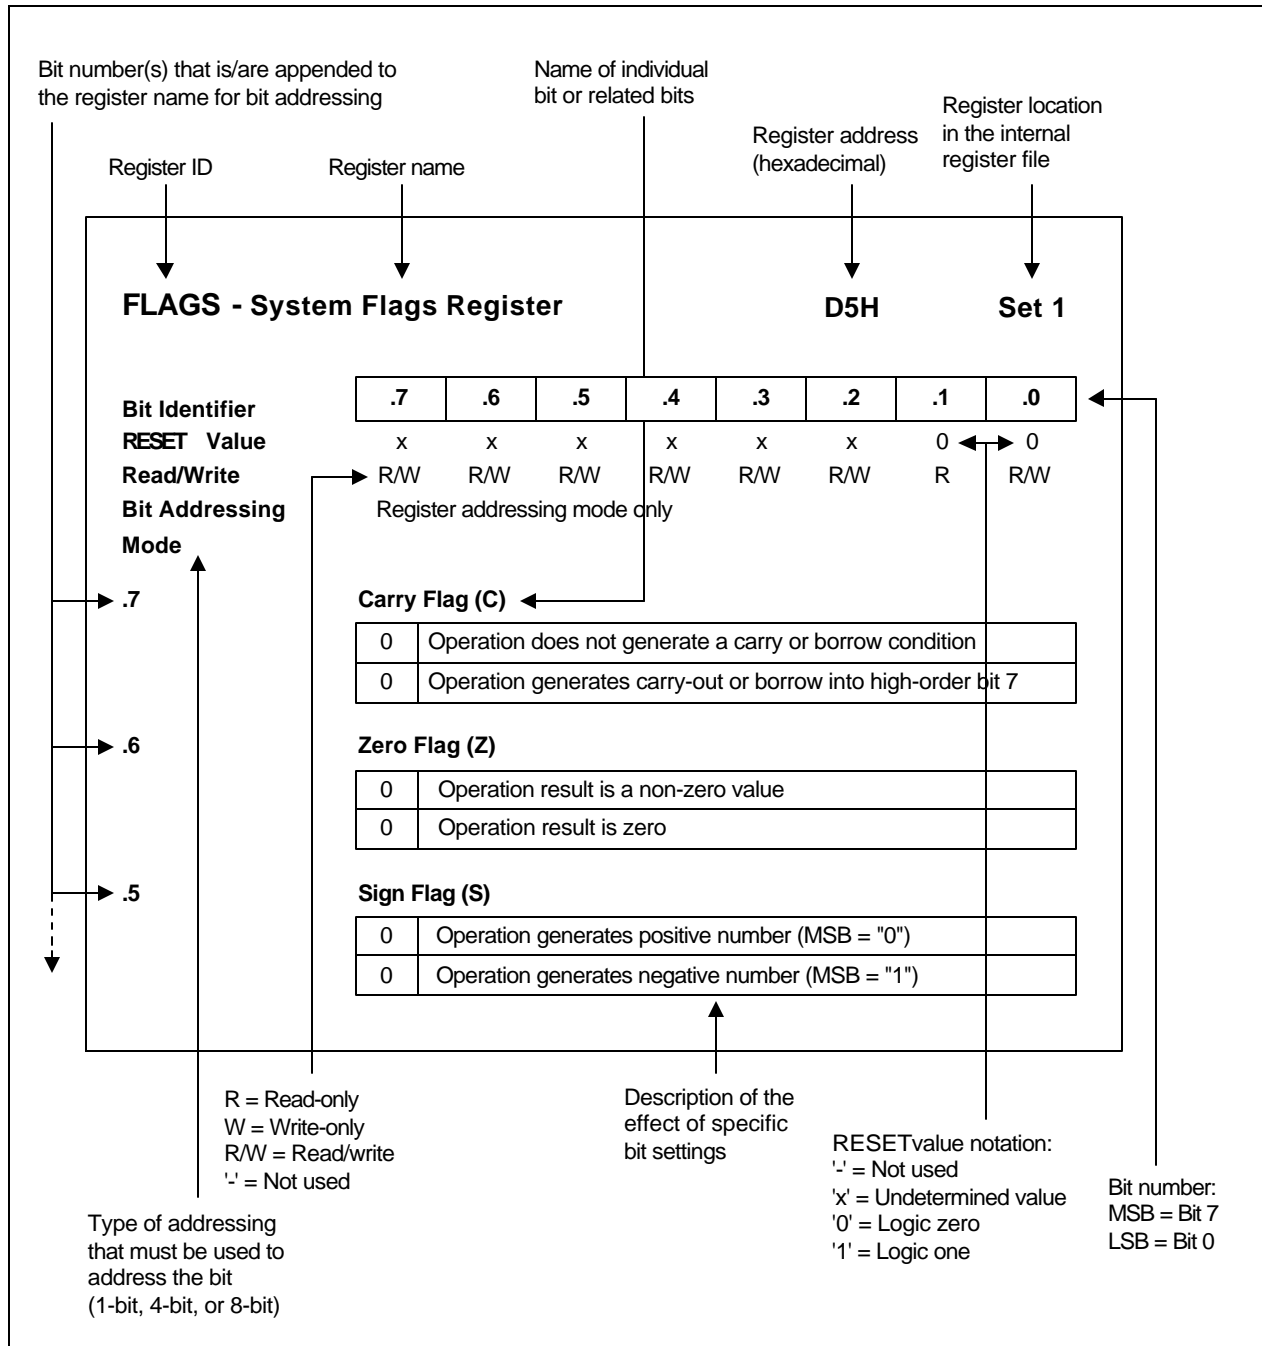 Bit number(s) that is/are appended to
the register name for bit addressing
Name of individual
bit or related bits
Register address
(hexadecimal)
Register location
in the internal
register file
Register ID
Register name
FLAGS - System Flags Register
D5H
Set 1
Bit Identifier
.7 .6 .5 .4 .3 .2 .1 .0
RESET Value
x x x x x x 0 0
Read/Write
R/W R/W R/W R/W R/W R/W R R/W
Bit Addressing
Mode
Register addressing mode only
.7
Carry Flag (C)
0 Operation does not generate a carry or borrow condition
0 Operation generates carry-out or borrow into high-order bit 7
.6
Zero Flag (Z)
0 Operation result is a non-zero value
0 Operation result is zero
.5
Sign Flag (S)
0 Operation generates positive number (MSB = "0")
0 Operation generates negative number (MSB = "1")
R = Read-only
W = Write-only
R/W = Read/write
'-' = Not used
Type of addressing
that must be used to
address the bit
(1-bit, 4-bit, or 8-bit)
Description of the
effect of specific
bit settings
RESETvalue notation:
'-' = Not used
'x' = Undetermined value
'0' = Logic zero
'1' = Logic one
Bit number:
MSB = Bit 7
LSB = Bit 0